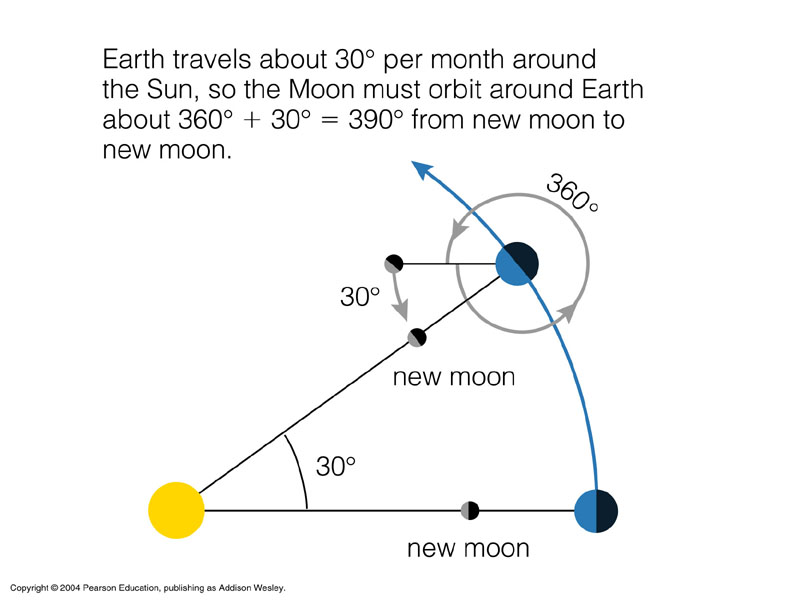 Earth travels about 30° per month around
the Sun, so the Moon must orbit around Earth
about 360° + 30° = 390° from new moon to
new moon.
360°
30°
new moon
30°
new moon
Copyright © 2004 Pearson Education, publishing as Addison Wesley.